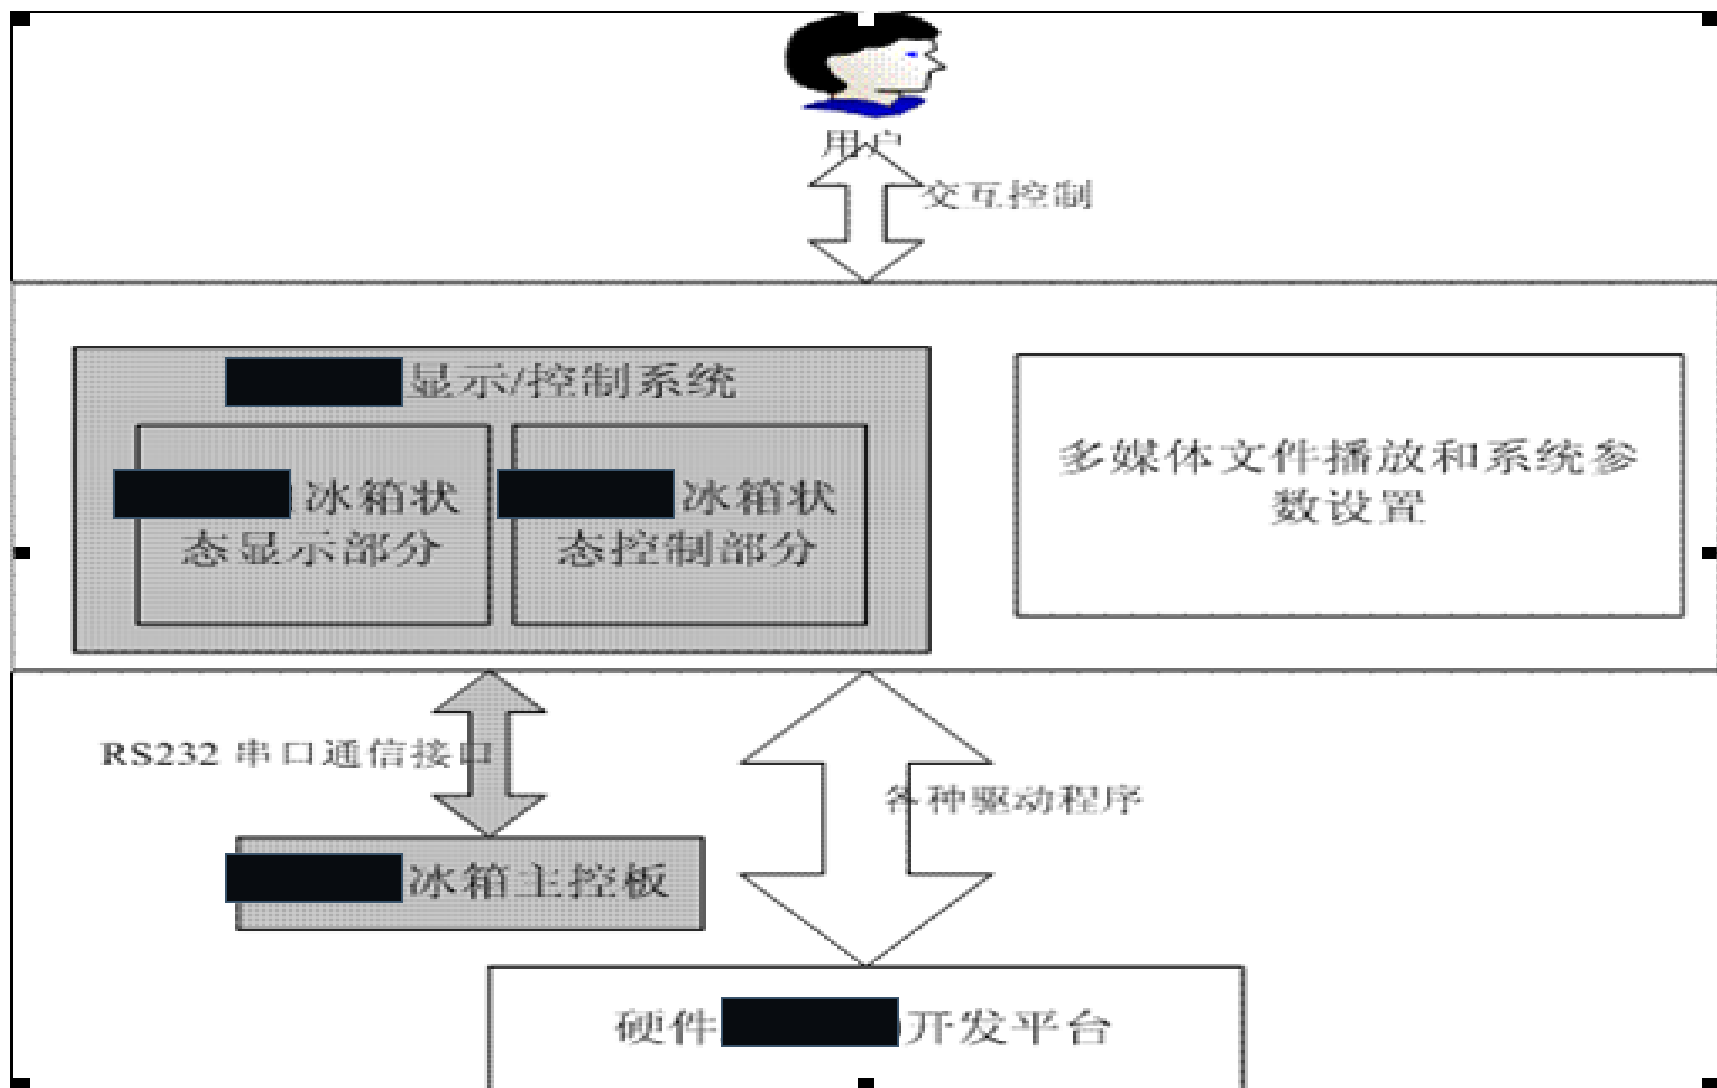 用户
交互控制
显示/控制系统
冰箱状
态显示部分
冰箱状
态控制部分
多媒体文件播放和系统参
数设置
RS232 串口通信接口
各种驱动程序
冰箱主控板
硬件 开发平台